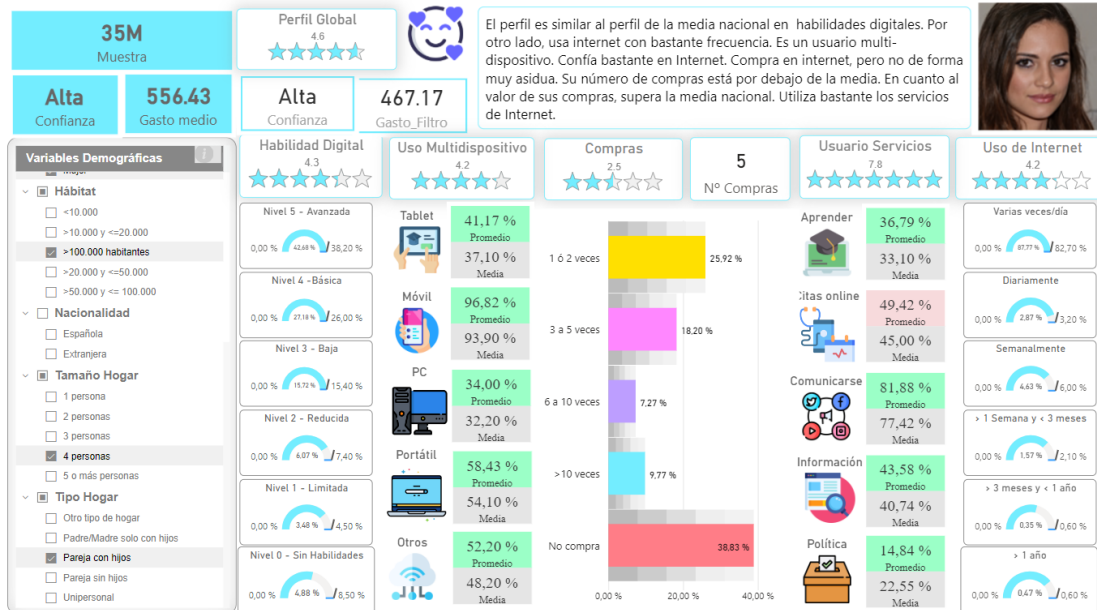 35M
Muestra
Perfil Global
4.6
El perfil es similar al perfil de la media nacional en habilidades digitales. Por
otro lado, usa internet con bastante frecuencia. Es un usuario multi-
dispositivo. Confía bastante en Internet. Compra en internet, pero no de forma
muy asidua. Su número de compras está por debajo de la media. En cuanto al
valor de sus compras, supera la media nacional. Utiliza bastante los servicios
de Internet.
Alta
Confianza
556.43
Gasto medio
Alta
Confianza
467.17
Gasto_Filtro
Variables Demográficas
Mujer
Hábitat
<10.000
>10.000 y <=20.000
>100.000 habitantes
>20.000 y <=50.000
>50.000 y <= 100.000
Nacionalidad
Española
Extranjera
Tamaño Hogar
1 persona
2 personas
3 personas
4 personas
5 o más personas
Tipo Hogar
Otro tipo de hogar
Padre/Madre solo con hijos
Pareja con hijos
Pareja sin hijos
Unipersonal
Habilidad Digital
4.3
Uso Multidispositivo
4.2
Compras
2.5
5
Nº Compras
Usuario Servicios
7.8
Uso de Internet
4.2
Nivel 5 - Avanzada
0,00 % 42,68 % 38,20 %
Nivel 4 -Básica
0,00 % 27,18 % 26,00 %
Nivel 3 - Baja
0,00 % 15,72 % 15,40 %
Nivel 2 - Reducida
0,00 % 6,07 % 7,40 %
Nivel 1 - Limitada
0,00 % 3,48 % 4,50 %
Nivel 0 - Sin Habilidades
0,00 % 4,88 % 8,50 %
Tablet
41,17 %
Promedio
37,10 %
Media
Móvil
96,82 %
Promedio
93,90 %
Media
PC
34,00 %
Promedio
32,20 %
Media
Portátil
58,43 %
Promedio
54,10 %
Media
Otros
52,20 %
Promedio
48,20 %
Media
1 ó 2 veces 25,92 %
3 a 5 veces 18,20 %
6 a 10 veces 7,27 %
>10 veces 9,77 %
No compra 38,83 %
0,00 % 20,00 % 40,00 %
Aprender
36,79 %
Promedio
33,10 %
Media
Citas online
49,42 %
Promedio
45,00 %
Media
Comunicarse
81,88 %
Promedio
77,42 %
Media
Información
43,58 %
Promedio
40,74 %
Media
Política
14,84 %
Promedio
22,55 %
Media
Varias veces/día
0,00 % 87,77 % 82,70 %
Diariamente
0,00 % 2,87 % 3,20 %
Semanalmente
0,00 % 4,63 % 6,00 %
> 1 Semana y < 3 meses
0,00 % 1,57 % 2,10 %
> 3 meses y < 1 año
0,00 % 0,35 % 0,60 %
> 1 año
0,00 % 0,47 % 0,60 %